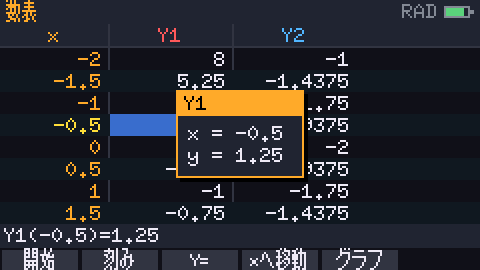 数表 RAD
x Y1 Y2
-2 8 -1
-1.5 5.25 -1.4375
-1 .75
-0.5 9375
0 -2
0.5 - 9375
1 -1 -1.75
1.5 -0.75 -1.4375
Y1
x = -0.5
y = 1.25
Y1(-0.5)=1.25
開始 刻み Y= xへ移動 グラフ